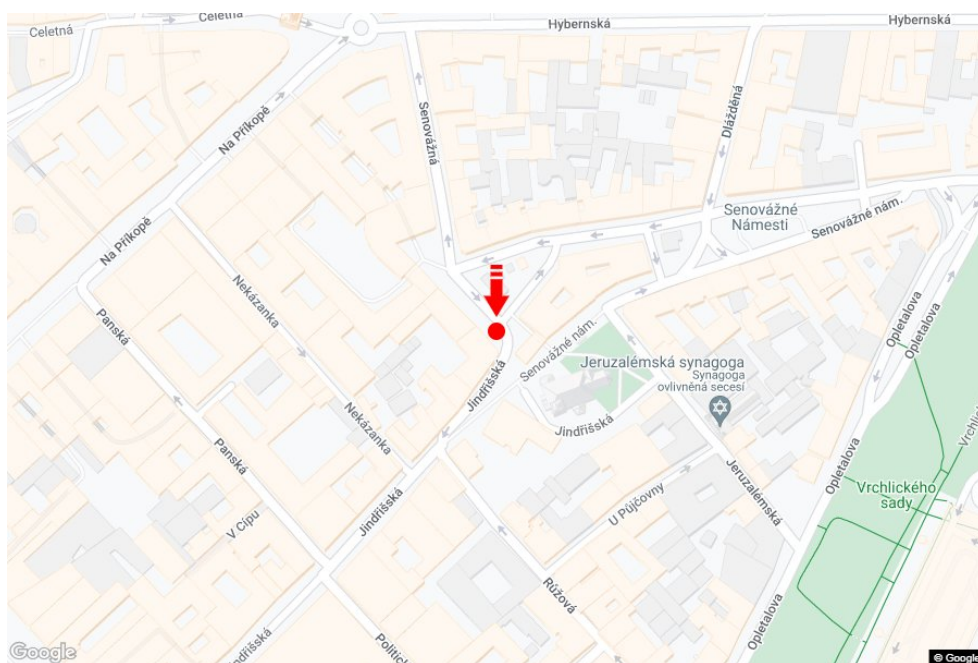 Celetná
Celetná
Hybernská
Na Příkopě
Senovážná
Dlážděná
Senovážné
Náměstí
Senovážné nám.
Na Příkopě
Nekázanka
Opletalova
Opletalova
Panská
Senovážné nám.
Jeruzalémská synagoga
Synagoga
ovlivněná secesí
Jindřišská
Nekázanka
Jindřišská
Panská
Jeruzalémská
Opletalova
Vrchlického
sady
U Půjčovny
V Cípu
Jindřišská
Růžová
Opletalova
Google
© Google